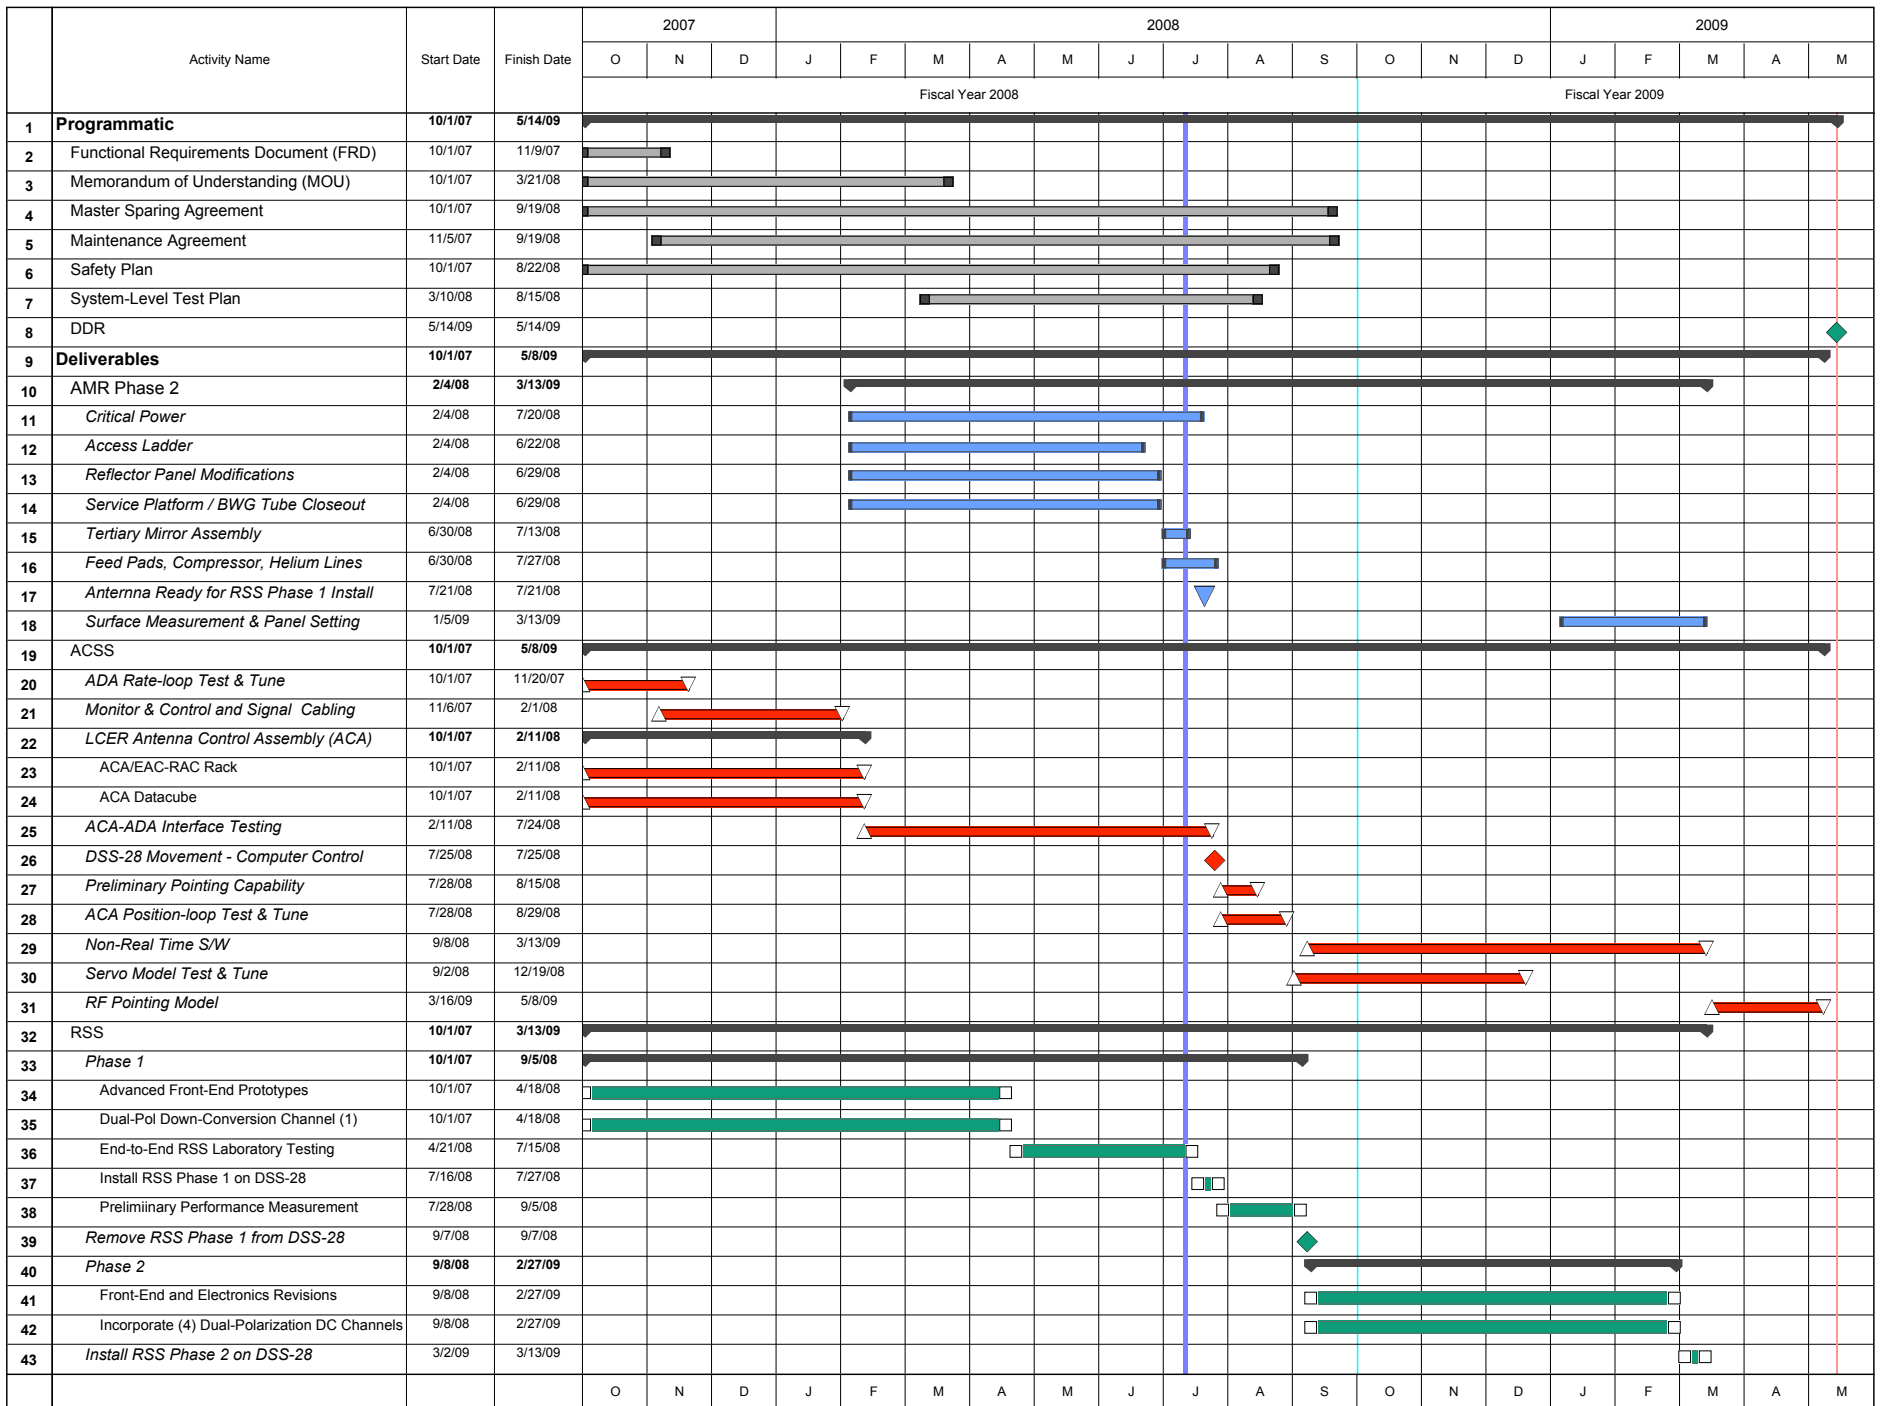 2007 2008 2009
Activity Name Start Date Finish Date O N D J F M A M J J A S O N D J F M A M
Fiscal Year 2008 Fiscal Year 2009
1 Programmatic 10/1/07 5/14/09
2 Functional Requirements Document (FRD) 10/1/07 11/9/07
3 Memorandum of Understanding (MOU) 10/1/07 3/21/08
4 Master Sparing Agreement 10/1/07 9/19/08
5 Maintenance Agreement 11/5/07 9/19/08
6 Safety Plan 10/1/07 8/22/08
7 System-Level Test Plan 3/10/08 8/15/08
8 DDR 5/14/09 5/14/09
9 Deliverables 10/1/07 5/8/09
10 AMR Phase 2 2/4/08 3/13/09
11 Critical Power 2/4/08 7/20/08
12 Access Ladder 2/4/08 6/22/08
13 Reflector Panel Modifications 2/4/08 6/29/08
14 Service Platform / BWG Tube Closeout 2/4/08 6/29/08
15 Tertiary Mirror Assembly 6/30/08 7/13/08
16 Feed Pads, Compressor, Helium Lines 6/30/08 7/27/08
17 Anternna Ready for RSS Phase 1 Install 7/21/08 7/21/08
18 Surface Measurement & Panel Setting 1/5/09 3/13/09
19 ACSS 10/1/07 5/8/09
20 ADA Rate-loop Test & Tune 10/1/07 11/20/07
21 Monitor & Control and Signal Cabling 11/6/07 2/1/08
22 LCER Antenna Control Assembly (ACA) 10/1/07 2/11/08
23 ACA/EAC-RAC Rack 10/1/07 2/11/08
24 ACA Datacube 10/1/07 2/11/08
25 ACA-ADA Interface Testing 2/11/08 7/24/08
26 DSS-28 Movement - Computer Control 7/25/08 7/25/08
27 Preliminary Pointing Capability 7/28/08 8/15/08
28 ACA Position-loop Test & Tune 7/28/08 8/29/08
29 Non-Real Time S/W 9/8/08 3/13/09
30 Servo Model Test & Tune 9/2/08 12/19/08
31 RF Pointing Model 3/16/09 5/8/09
32 RSS 10/1/07 3/13/09
33 Phase 1 10/1/07 9/5/08
34 Advanced Front-End Prototypes 10/1/07 4/18/08
35 Dual-Pol Down-Conversion Channel (1) 10/1/07 4/18/08
36 End-to-End RSS Laboratory Testing 4/21/08 7/15/08
37 Install RSS Phase 1 on DSS-28 7/16/08 7/27/08
38 Prelimiinary Performance Measurement 7/28/08 9/5/08
39 Remove RSS Phase 1 from DSS-28 9/7/08 9/7/08
40 Phase 2 9/8/08 2/27/09
41 Front-End and Electronics Revisions 9/8/08 2/27/09
42 Incorporate (4) Dual-Polarization DC Channels 9/8/08 2/27/09
43 Install RSS Phase 2 on DSS-28 3/2/09 3/13/09
O N D J F M A M J J A S O N D J F M A M